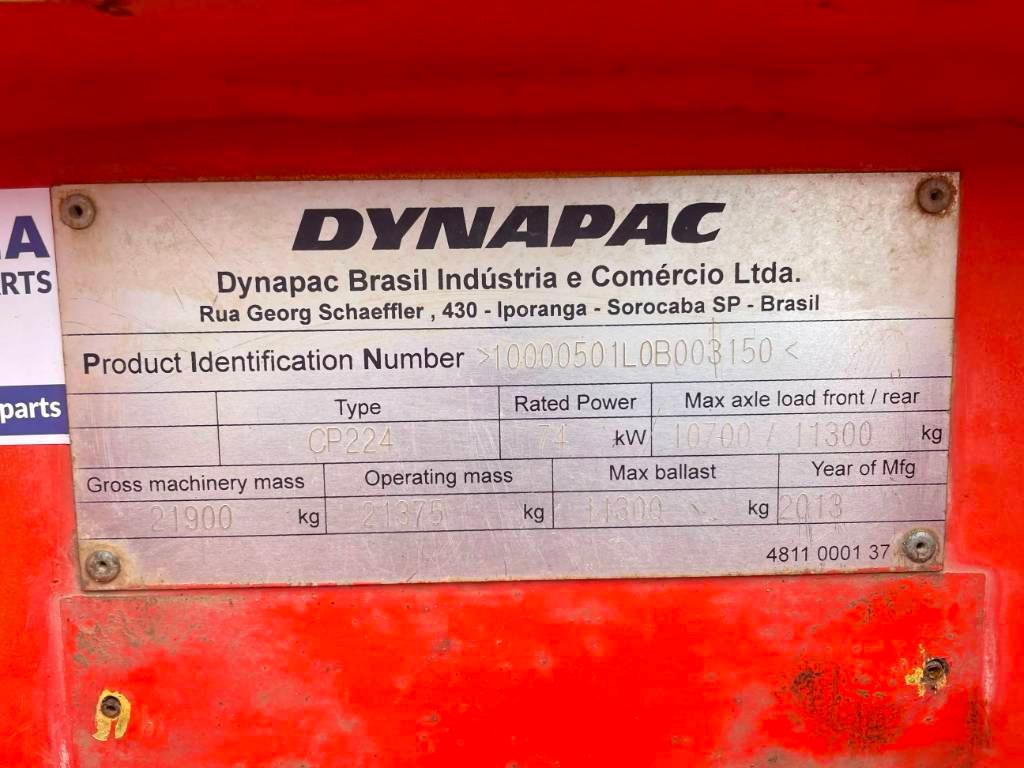 A
RTS
parts
DYNAPAC
Dynapac Brasil Indústria e Comércio Ltda.
Rua Georg Schaeffler , 430 - Iporanga - Sorocaba SP - Brasil
Product Identification Number >10000501L0B003150<
Type Rated Power Max axle load front / rear
CP224 74 kW 10700 / 11300 kg
Gross machinery mass Operating mass Max ballast Year of Mfg
21900 kg 21375 kg 11300 kg 2013
4811 0001 37